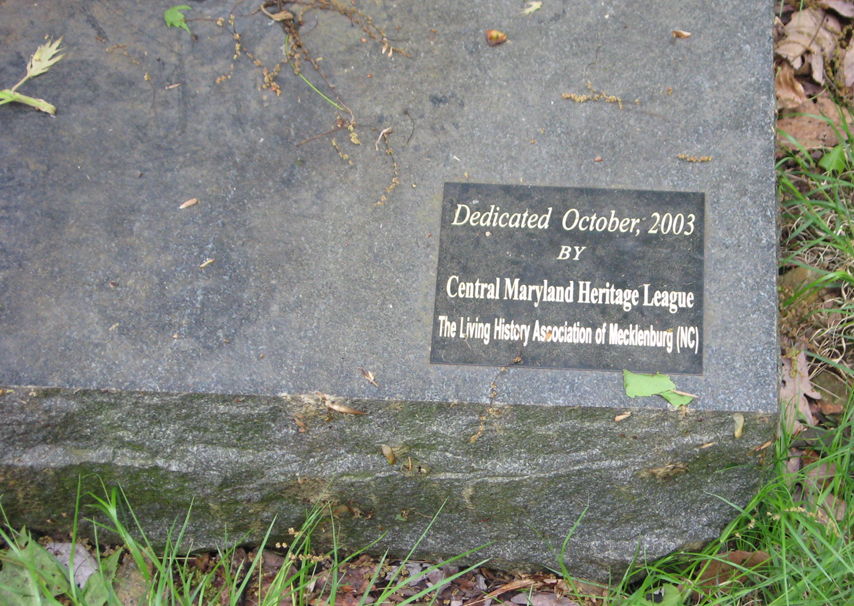 Dedicated October, 2003
BY
Central Maryland Heritage League
The Living History Association of Mecklenburg (NC)